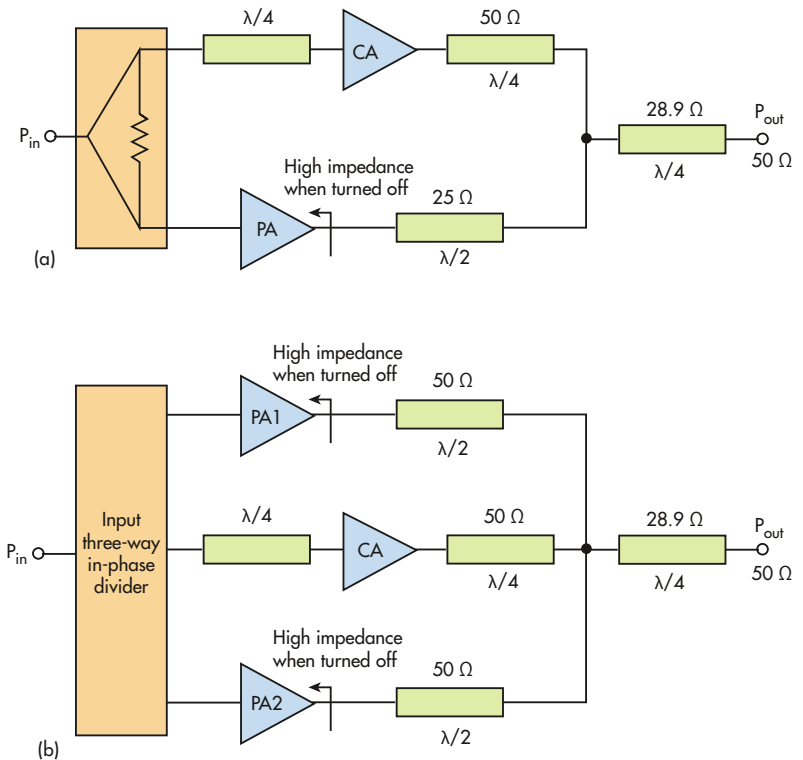 λ/4
CA
50 Ω
λ/4
P_in
28.9 Ω
λ/4
P_out
50 Ω
High impedance
when turned off
PA
25 Ω
λ/2
(a)
High impedance
when turned off
PA1
50 Ω
λ/2
Input
three-way
in-phase
divider
P_in
λ/4
CA
50 Ω
λ/4
28.9 Ω
λ/4
P_out
50 Ω
High impedance
when turned off
PA2
50 Ω
λ/2
(b)